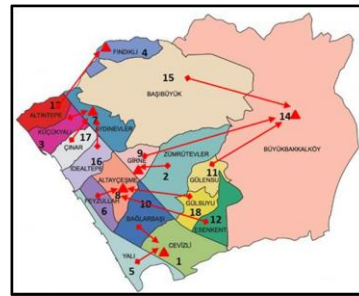 FINDIKLI 4
15
BAŞIBÜYÜK
ALTINTEPE
AYDINEVLER
14
KÜÇÜKYALI
3
17
ÇINAR
BÜYÜKBAKKALKÖY
16
İDEALTEPE
9
GİRNE
ZÜMRÜTEVLER
2
11
GÜLENSU
ALTAYÇEŞME
8
FEYZULLAH
6
10
GÜLSUYU
18
12
ESENKENT
BAĞLARBAŞI
YALI
5
CEVİZLİ
1